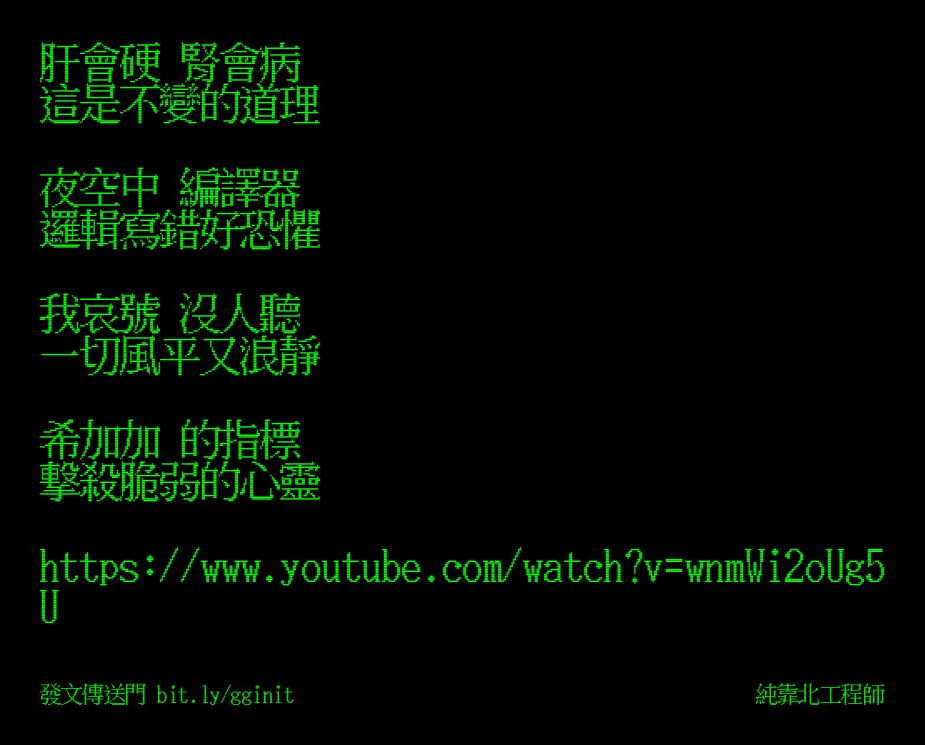 肝會硬 腎會病
這是不變的道理
夜空中 編譯器
邏輯寫錯好恐懼
我哀號 沒人聽
一切風平又浪靜
希加加 的指標
擊殺脆弱的心靈
https://www.youtube.com/watch?v=wnmWi2oUg5
U
發文傳送門 bit.ly/gginit
純靠北工程師